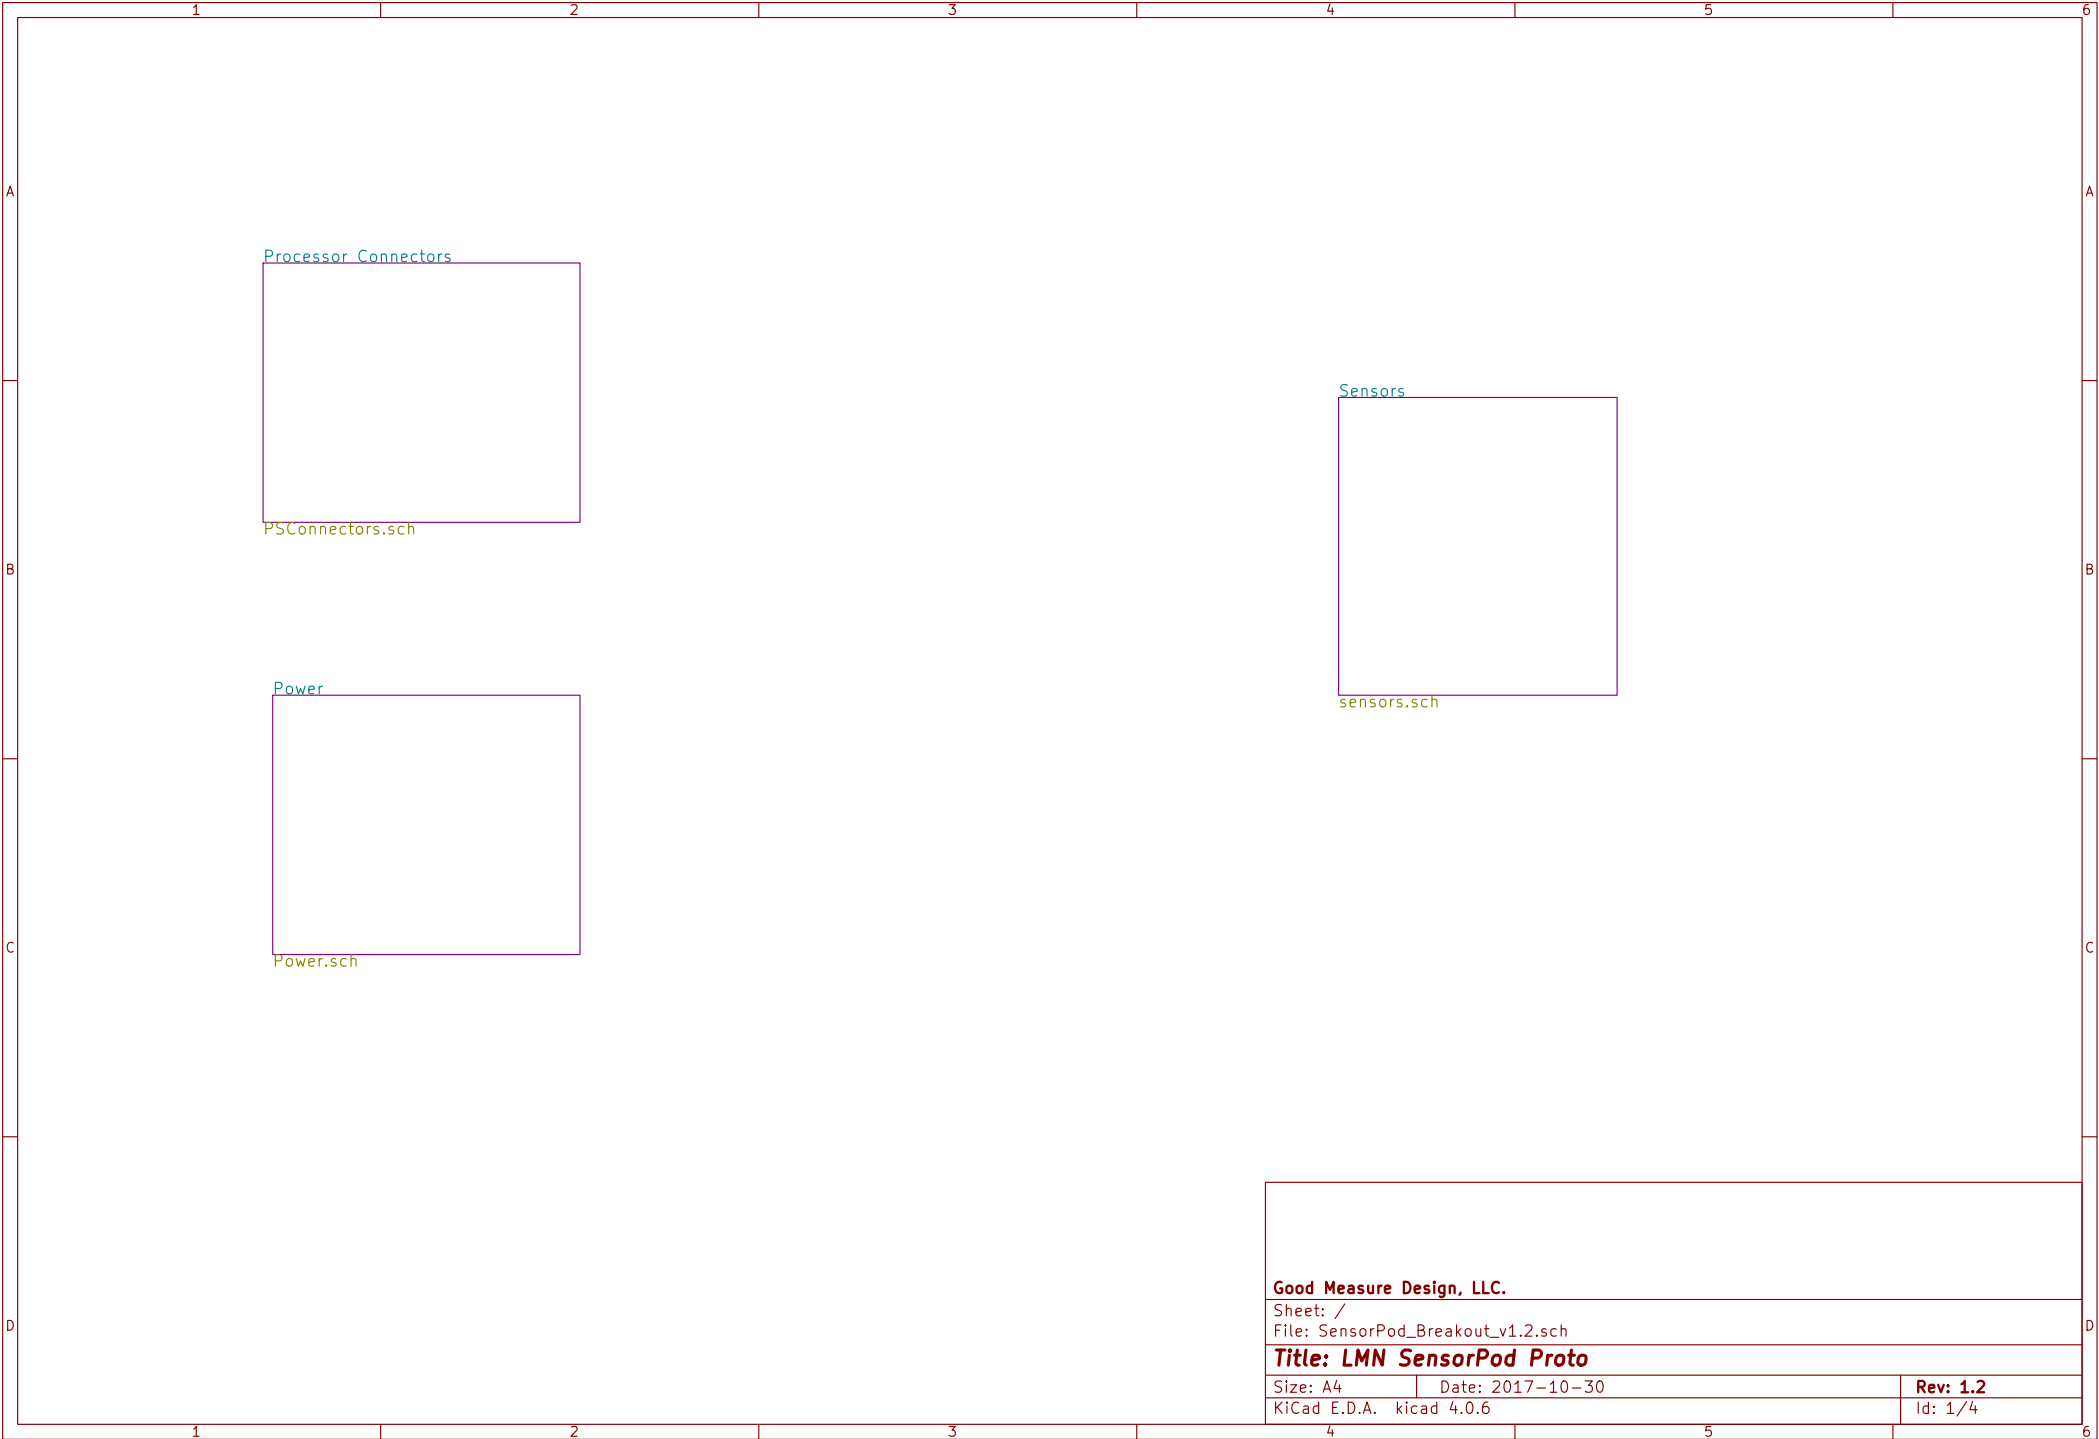 1 2 3 4 5 6
A A
Processor Connectors
Sensors
PSConnectors.sch
B B
Power
sensors.sch
C C
Power.sch
Good Measure Design, LLC.
Sheet: /
D D
File: SensorPod_Breakout_v1.2.sch
Title: LMN SensorPod Proto
Size: A4 Date: 2017-10-30 Rev: 1.2
KiCad E.D.A. kicad 4.0.6 Id: 1/4
1 2 3 4 5 6